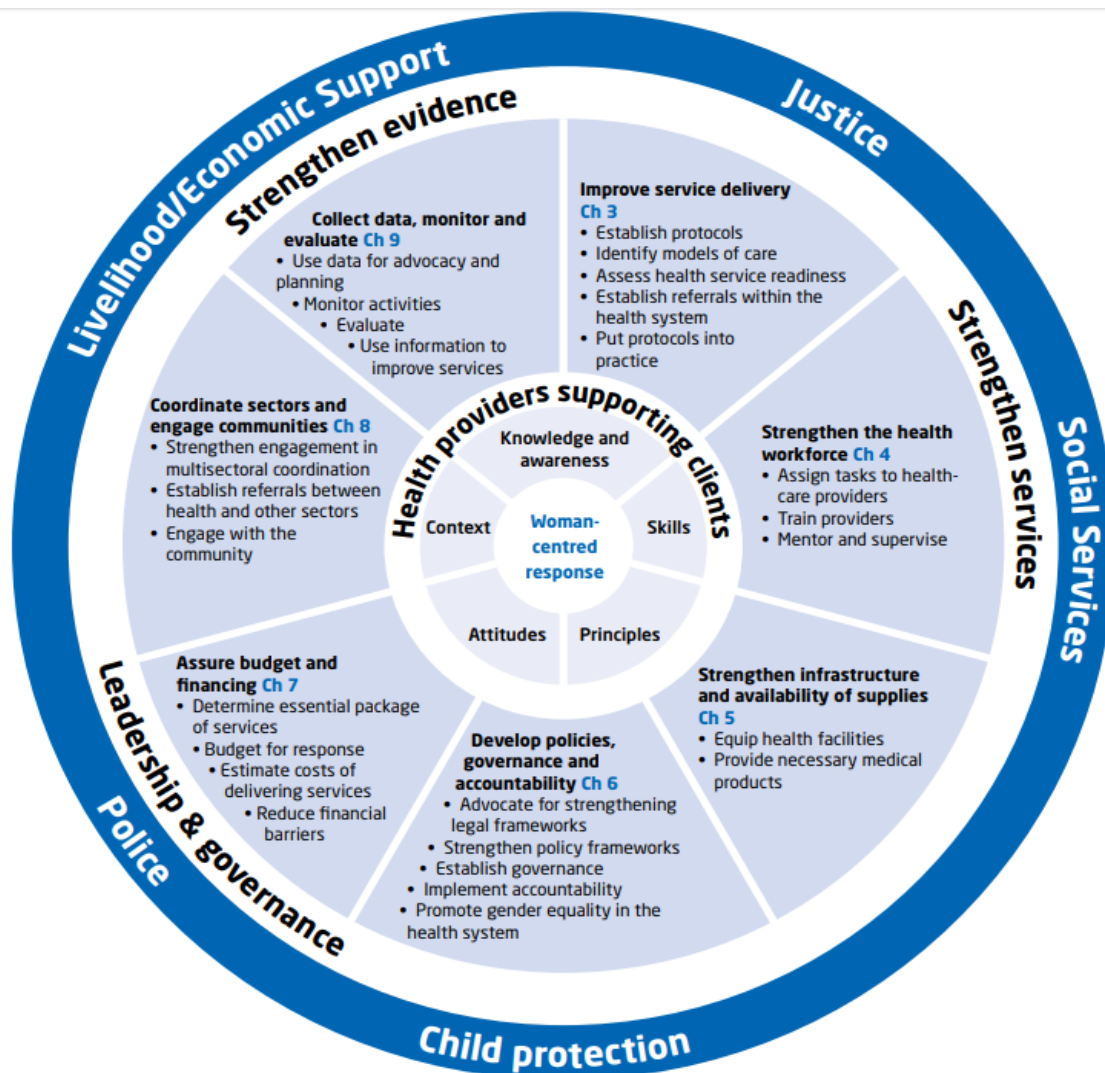 Livelihood/Economic Support
Justice
Social Services
Child protection
Police
Strengthen evidence
Strengthen services
Leadership & governance
Improve service delivery
Ch 3
• Establish protocols
• Identify models of care
• Assess health service readiness
• Establish referrals within the
health system
• Put protocols into
practice
Strengthen the health
workforce Ch 4
• Assign tasks to health-
care providers
• Train providers
• Mentor and supervise
Strengthen infrastructure
and availability of supplies
Ch 5
• Equip health facilities
• Provide necessary medical
products
Develop policies,
governance and
accountability Ch 6
• Advocate for strengthening
legal frameworks
• Strengthen policy frameworks
• Establish governance
• Implement accountability
• Promote gender equality in the
health system
Assure budget and
financing Ch 7
• Determine essential package
of services
• Budget for response
• Estimate costs of
delivering services
• Reduce financial
barriers
Coordinate sectors and
engage communities Ch 8
• Strengthen engagement in
multisectoral coordination
• Establish referrals between
health and other sectors
• Engage with the
community
Collect data, monitor and
evaluate Ch 9
• Use data for advocacy and
planning
• Monitor activities
• Evaluate
• Use information to
improve services
Health providers supporting clients
Knowledge and
awareness
Skills
Principles
Attitudes
Context
Woman-
centred
response